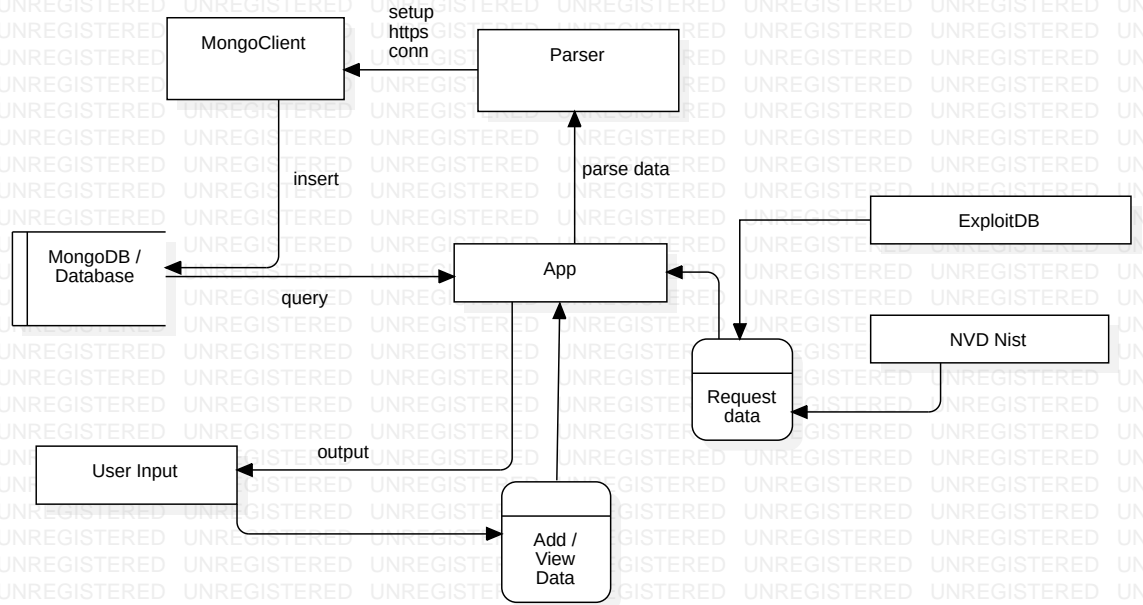 setup
https
conn
MongoClient
Parser
insert
parse data
ExploitDB
MongoDB /
Database
App
query
NVD Nist
Request
data
output
User Input
Add /
View
Data
UNREGISTERED